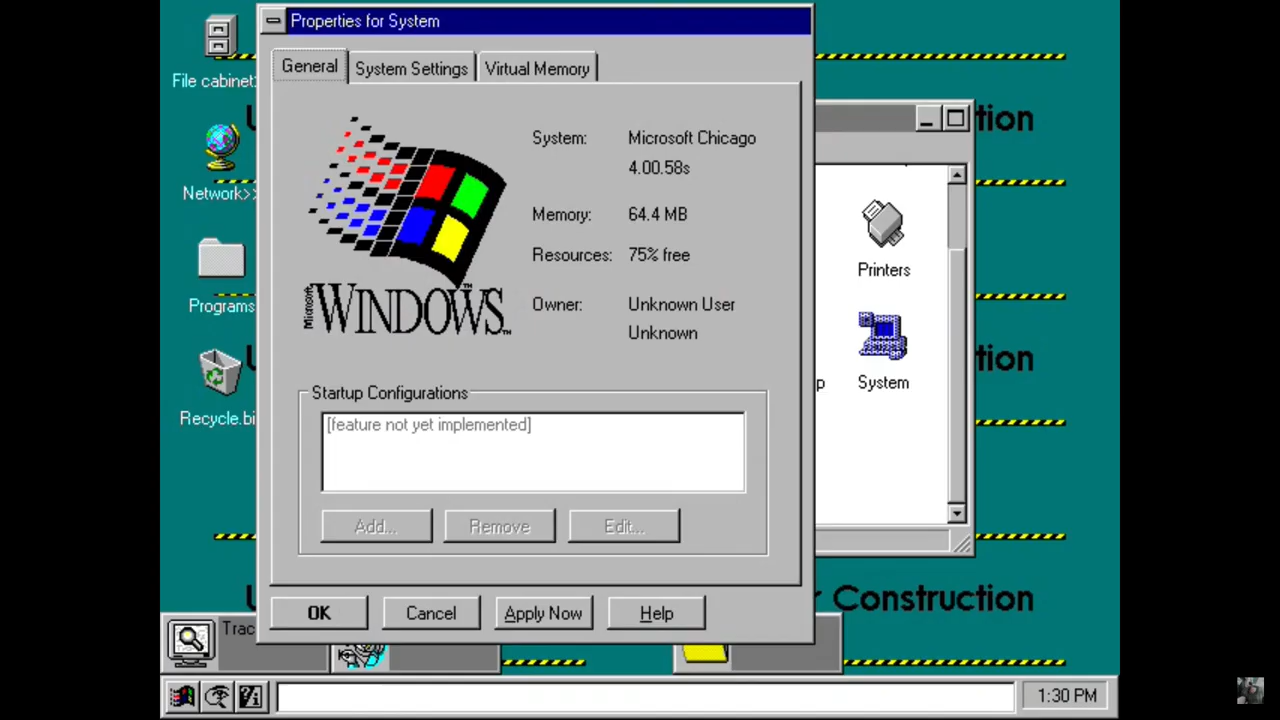 Properties for System
File cabinet
General
System Settings
Virtual Memory
tion
System:
Microsoft Chicago
4.00.58s
Network>>
Memory:
64.4 MB
Resources:
75% free
Printers
Programs
Owner:
Unknown User
Unknown
Microsoft
WINDOWS
TM
TM
tion
p
System
Startup Configurations
Recycle.bi
[feature not yet implemented]
Add...
Remove
Edit...
Construction
OK
Cancel
Apply Now
Help
Trac
1:30 PM